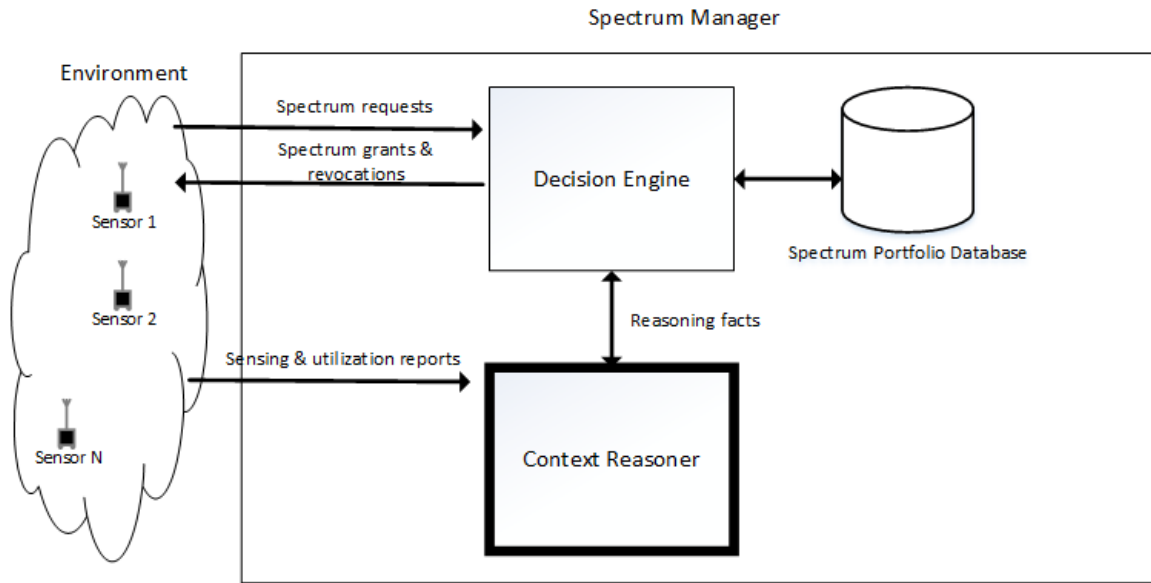 Spectrum Manager
Environment
Spectrum requests
Spectrum grants &
revocations
Decision Engine
Sensor 1
Spectrum Portfolio Database
Sensor 2
Reasoning facts
Sensing & utilization reports
Sensor N
Context Reasoner